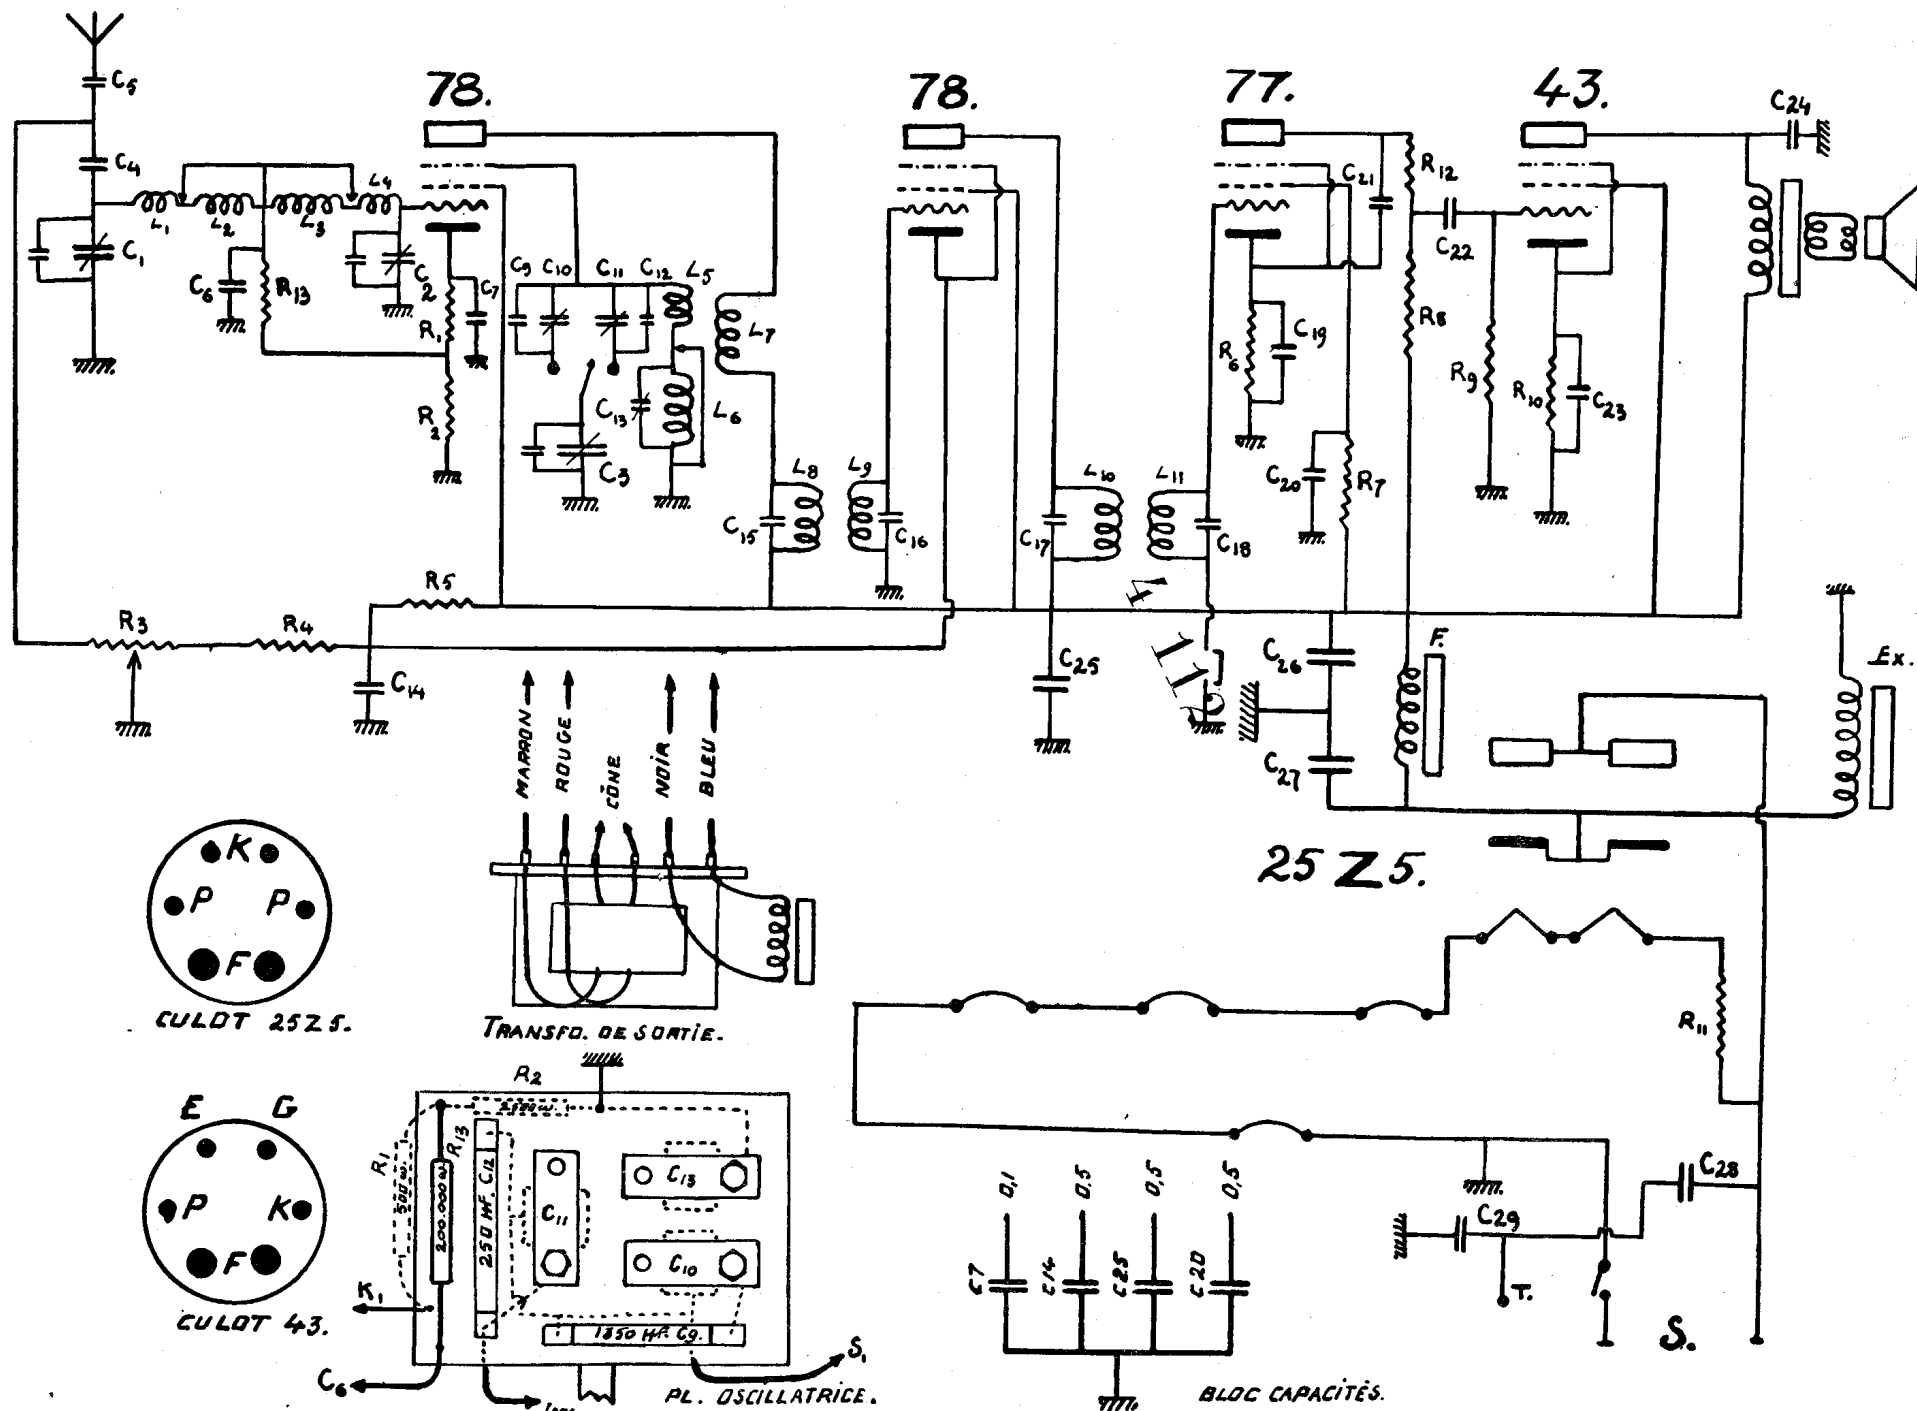 78.
78.
77.
43.
C5
C24
C4
L4
C21
R12
L1
L2
L3
C1
C22
C6
R13
C2
C7
C9
C10
C11
C12
L5
R1
L7
C19
R8
R6
R9
R10
C23
R2
C13
L6
C3
L8
L9
L10
L11
C20
R7
C15
C16
C17
C18
R5
R3
R4
C14
C25
C26
F.
Ex.
C27
MARRON
ROUGE
CÔNE
NOIR
BLEU
25 Z 5.
K
P
P
F
CULOT 25Z5.
TRANSFO. DE SORTIE.
R11
E
G
P
K
F
CULOT 43.
R2
2500 ω.
R1
500 ω.
R13
200.000 ω
250 HF. C12
C11
C13
C10
1350 HF. C9.
K1
C6
S1
PL. OSCILLATRICE.
0,1
0,5
0,5
0,5
C7
C14
C25
C20
BLOC CAPACITÉS.
C28
C29
T.
S.